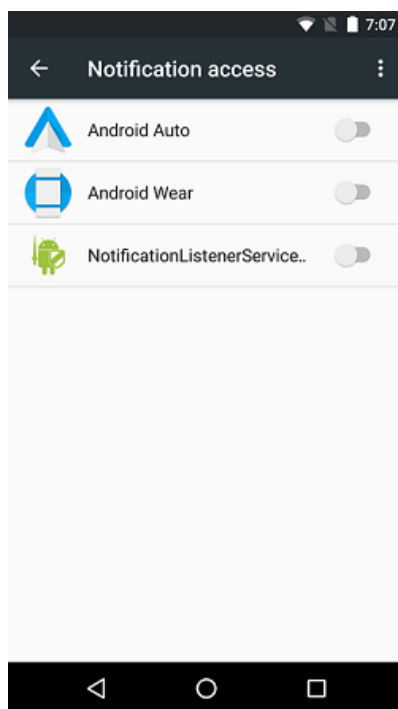 7:07
Notification access
Android Auto
Android Wear
NotificationListenerService..